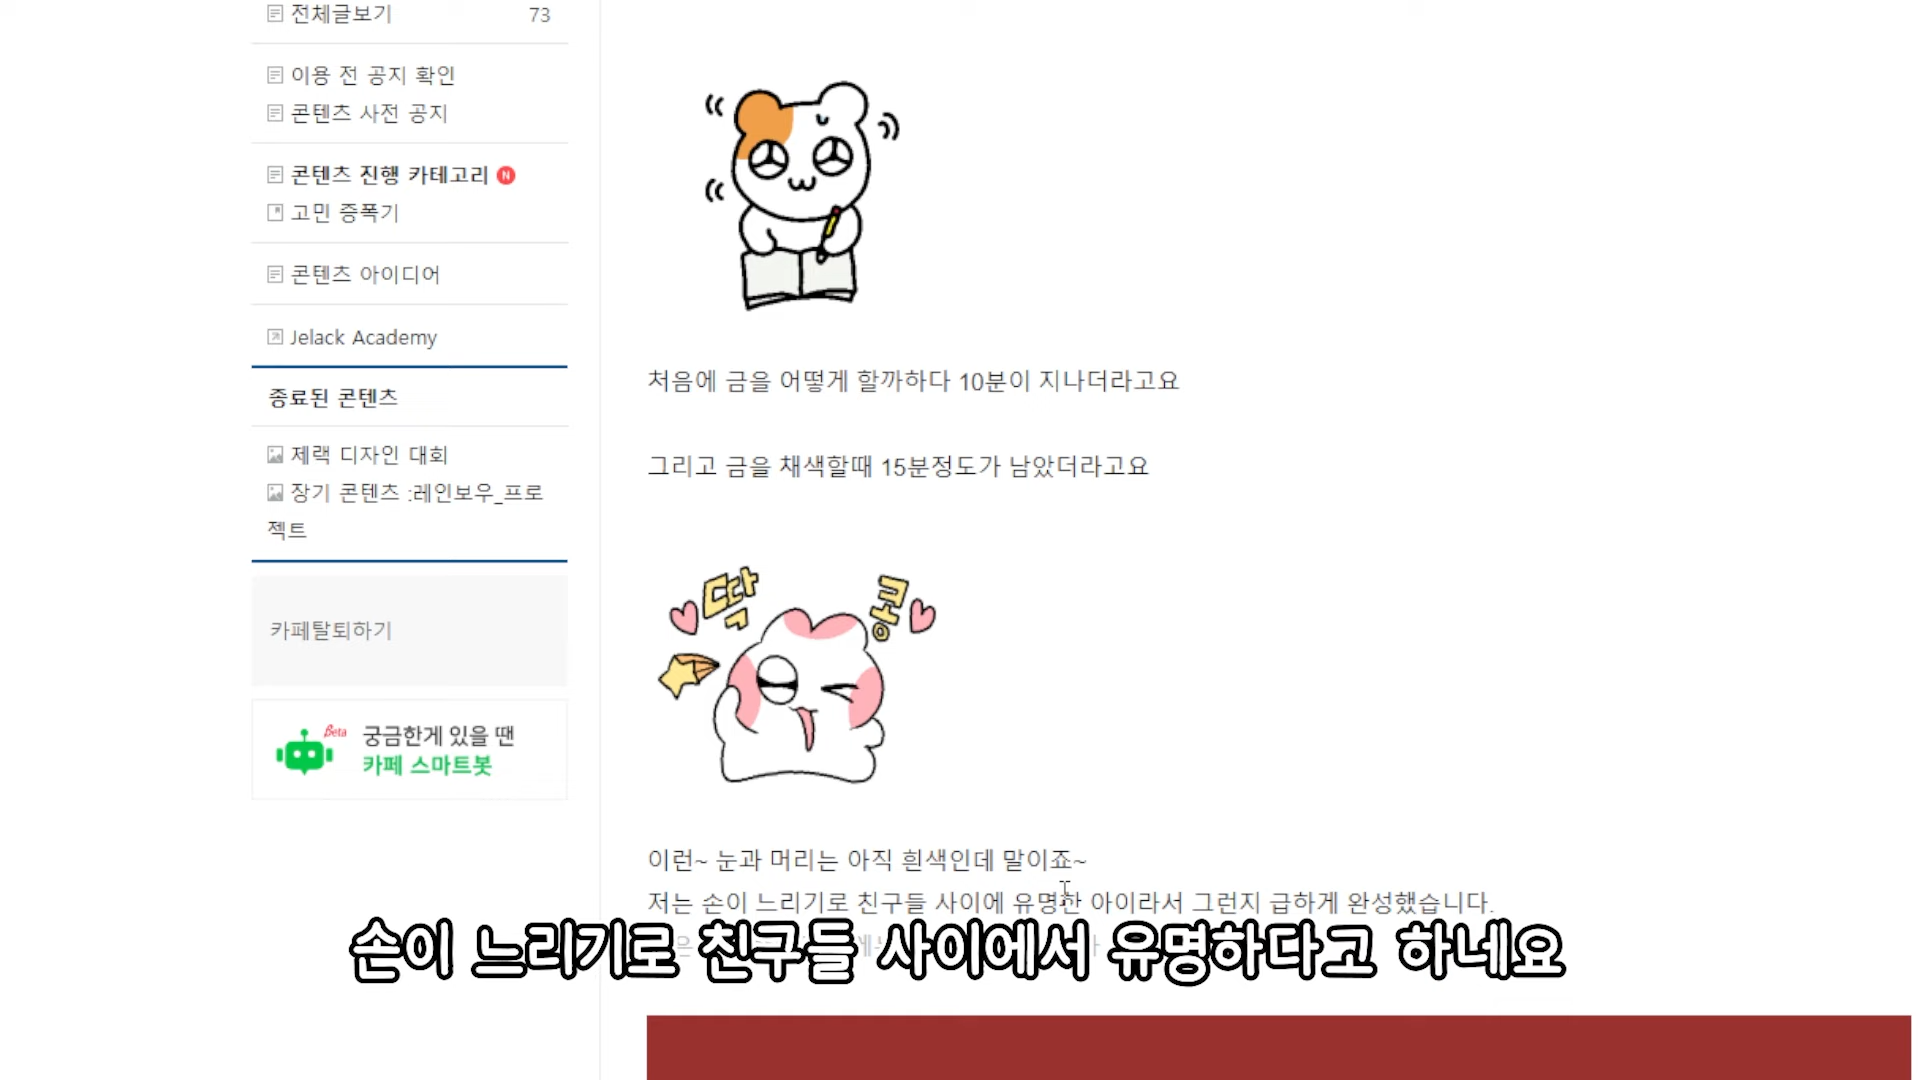 전체글보기 73
이용 전 공지 확인
콘텐츠 사전 공지
콘텐츠 진행 카테고리 N
고민 증폭기
콘텐츠 아이디어
Jelack Academy
종료된 콘텐츠
제랙 디자인 대회
장기 콘텐츠 :레인보우_프로
젝트
카페탈퇴하기
Beta
궁금한게 있을 땐
카페 스마트봇
처음에 금을 어떻게 할까하다 10분이 지나더라고요
그리고 금을 채색할때 15분정도가 남았더라고요
딱 콩
이런~ 눈과 머리는 아직 흰색인데 말이죠~
저는 손이 느리기로 친구들 사이에 유명한 아이라서 그런지 급하게 완성했습니다.
손이 느리기로 친구들 사이에서 유명하다고 하네요